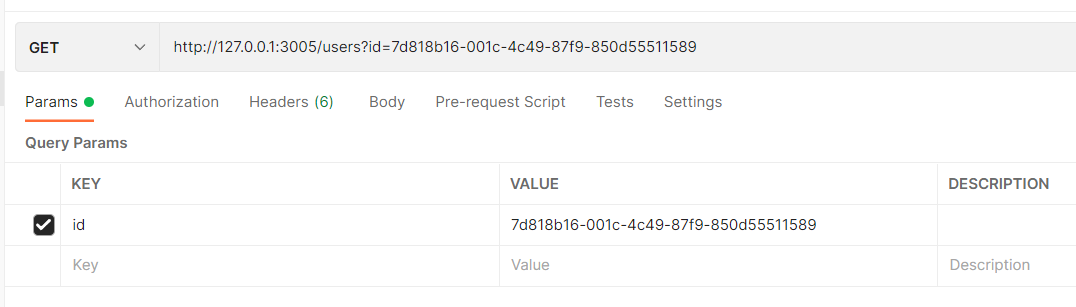 GET http://127.0.0.1:3005/users?id=7d818b16-001c-4c49-87f9-850d55511589
Params Authorization Headers (6) Body Pre-request Script Tests Settings
Query Params
KEY VALUE DESCRIPTION
id 7d818b16-001c-4c49-87f9-850d55511589
Key Value Description